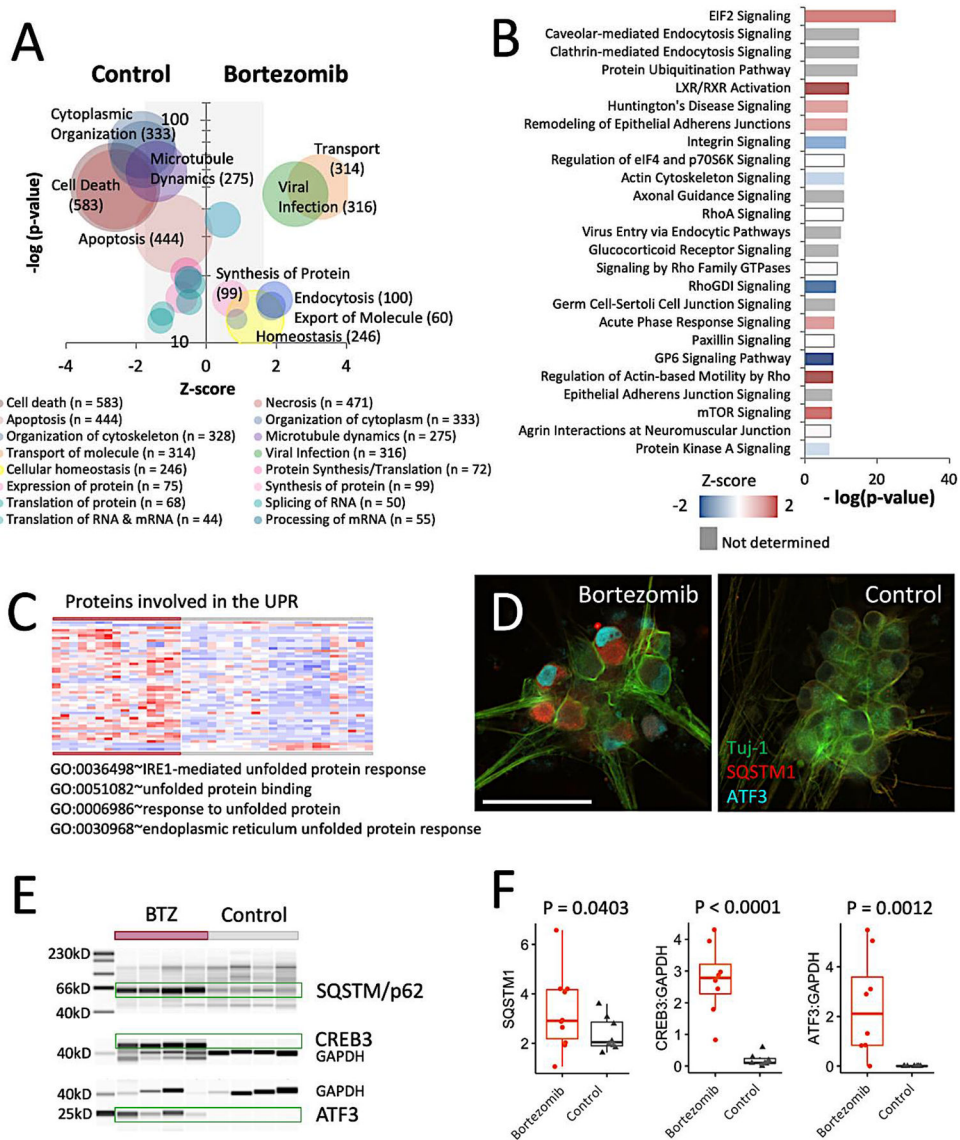 A
Control
Bortezomib
Cytoplasmic
Organization (333)
Microtubule
Dynamics (275)
Cell Death
(583)
Apoptosis (444)
Transport
(314)
Viral
Infection (316)
Synthesis of Protein
(99)
Endocytosis (100)
Export of Molecule (60)
Homeostasis (246)
100
10
-log (p-value)
-4 -2 0 2 4
Z-score
Cell death (n = 583)
Apoptosis (n = 444)
Organization of cytoskeleton (n = 328)
Transport of molecule (n = 314)
Cellular homeostasis (n = 246)
Expression of protein (n = 75)
Translation of protein (n = 68)
Translation of RNA & mRNA (n = 44)
Necrosis (n = 471)
Organization of cytoplasm (n = 333)
Microtubule dynamics (n = 275)
Viral Infection (n = 316)
Protein Synthesis/Translation (n = 72)
Synthesis of protein (n = 99)
Splicing of RNA (n = 50)
Processing of mRNA (n = 55)
B
EIF2 Signaling
Caveolar-mediated Endocytosis Signaling
Clathrin-mediated Endocytosis Signaling
Protein Ubiquitination Pathway
LXR/RXR Activation
Huntington's Disease Signaling
Remodeling of Epithelial Adherens Junctions
Integrin Signaling
Regulation of eIF4 and p70S6K Signaling
Actin Cytoskeleton Signaling
Axonal Guidance Signaling
RhoA Signaling
Virus Entry via Endocytic Pathways
Glucocorticoid Receptor Signaling
Signaling by Rho Family GTPases
RhoGDI Signaling
Germ Cell-Sertoli Cell Junction Signaling
Acute Phase Response Signaling
Paxillin Signaling
GP6 Signaling Pathway
Regulation of Actin-based Motility by Rho
Epithelial Adherens Junction Signaling
mTOR Signaling
Agrin Interactions at Neuromuscular Junction
Protein Kinase A Signaling
0 20 40
- log(p-value)
Z-score
-2 2
Not determined
C
Proteins involved in the UPR
GO:0036498~IRE1-mediated unfolded protein response
GO:0051082~unfolded protein binding
GO:0006986~response to unfolded protein
GO:0030968~endoplasmic reticulum unfolded protein response
D
Bortezomib
Control
Tuj-1
SQSTM1
ATF3
E
BTZ Control
230kD
66kD
40kD
SQSTM/p62
CREB3
40kD
GAPDH
40kD
GAPDH
25kD
ATF3
F
P = 0.0403
SQSTM1
6
4
2
Bortezomib
Control
P < 0.0001
CREB3:GAPDH
4
3
2
1
0
Bortezomib
Control
P = 0.0012
ATF3:GAPDH
4
2
0
Bortezomib
Control